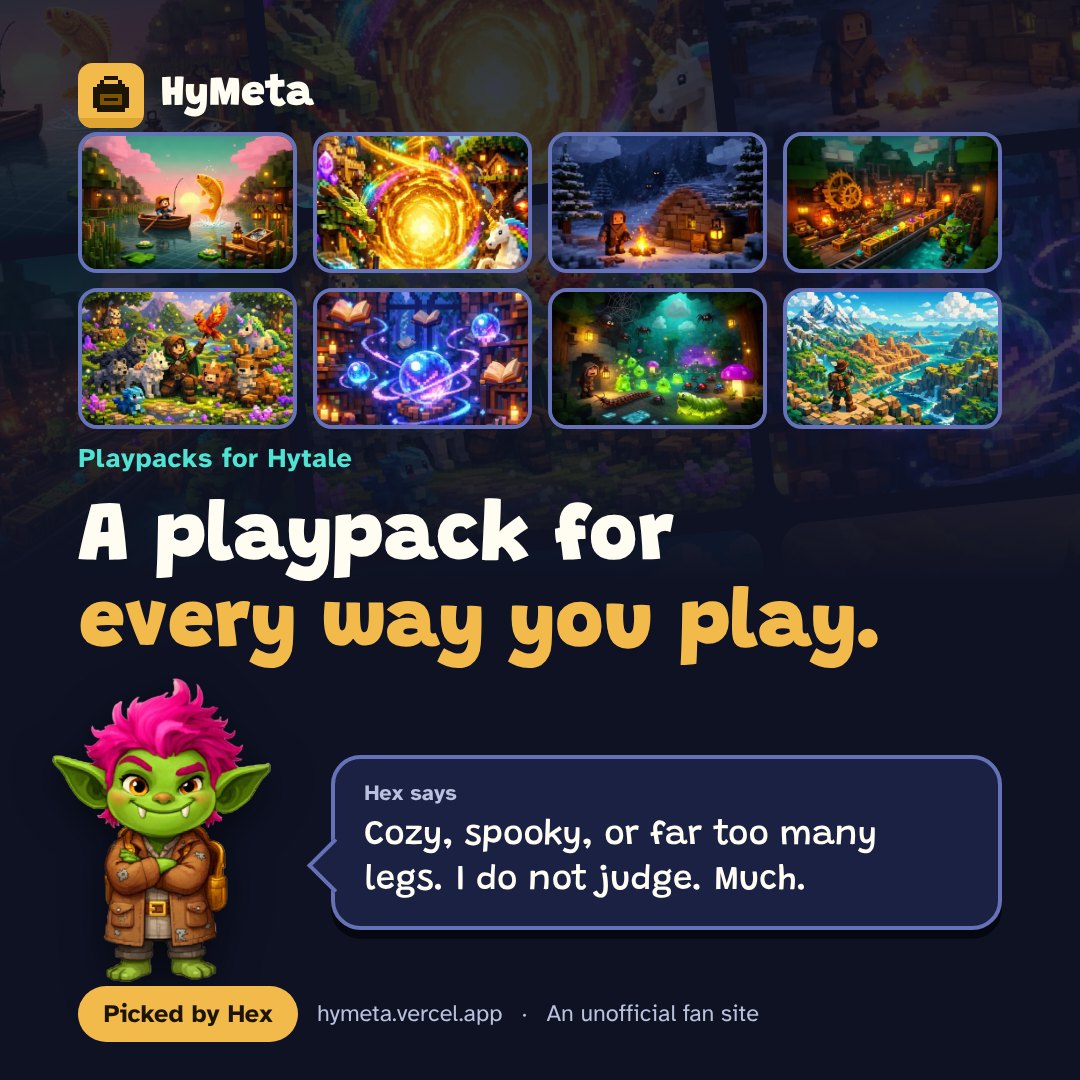 HyMeta
Playpacks for Hytale
A playpack for
every way you play.
Hex says
Cozy, spooky, or far too many
legs. I do not judge. Much.
Picked by Hex
hymeta.vercel.app · An unofficial fan site